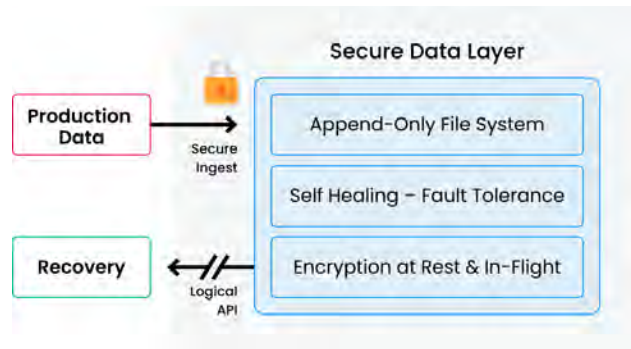 Secure Data Layer
Production
Data
Secure
Ingest
Append-Only File System
Self Healing – Fault Tolerance
Encryption at Rest & In-Flight
Recovery
Logical
API